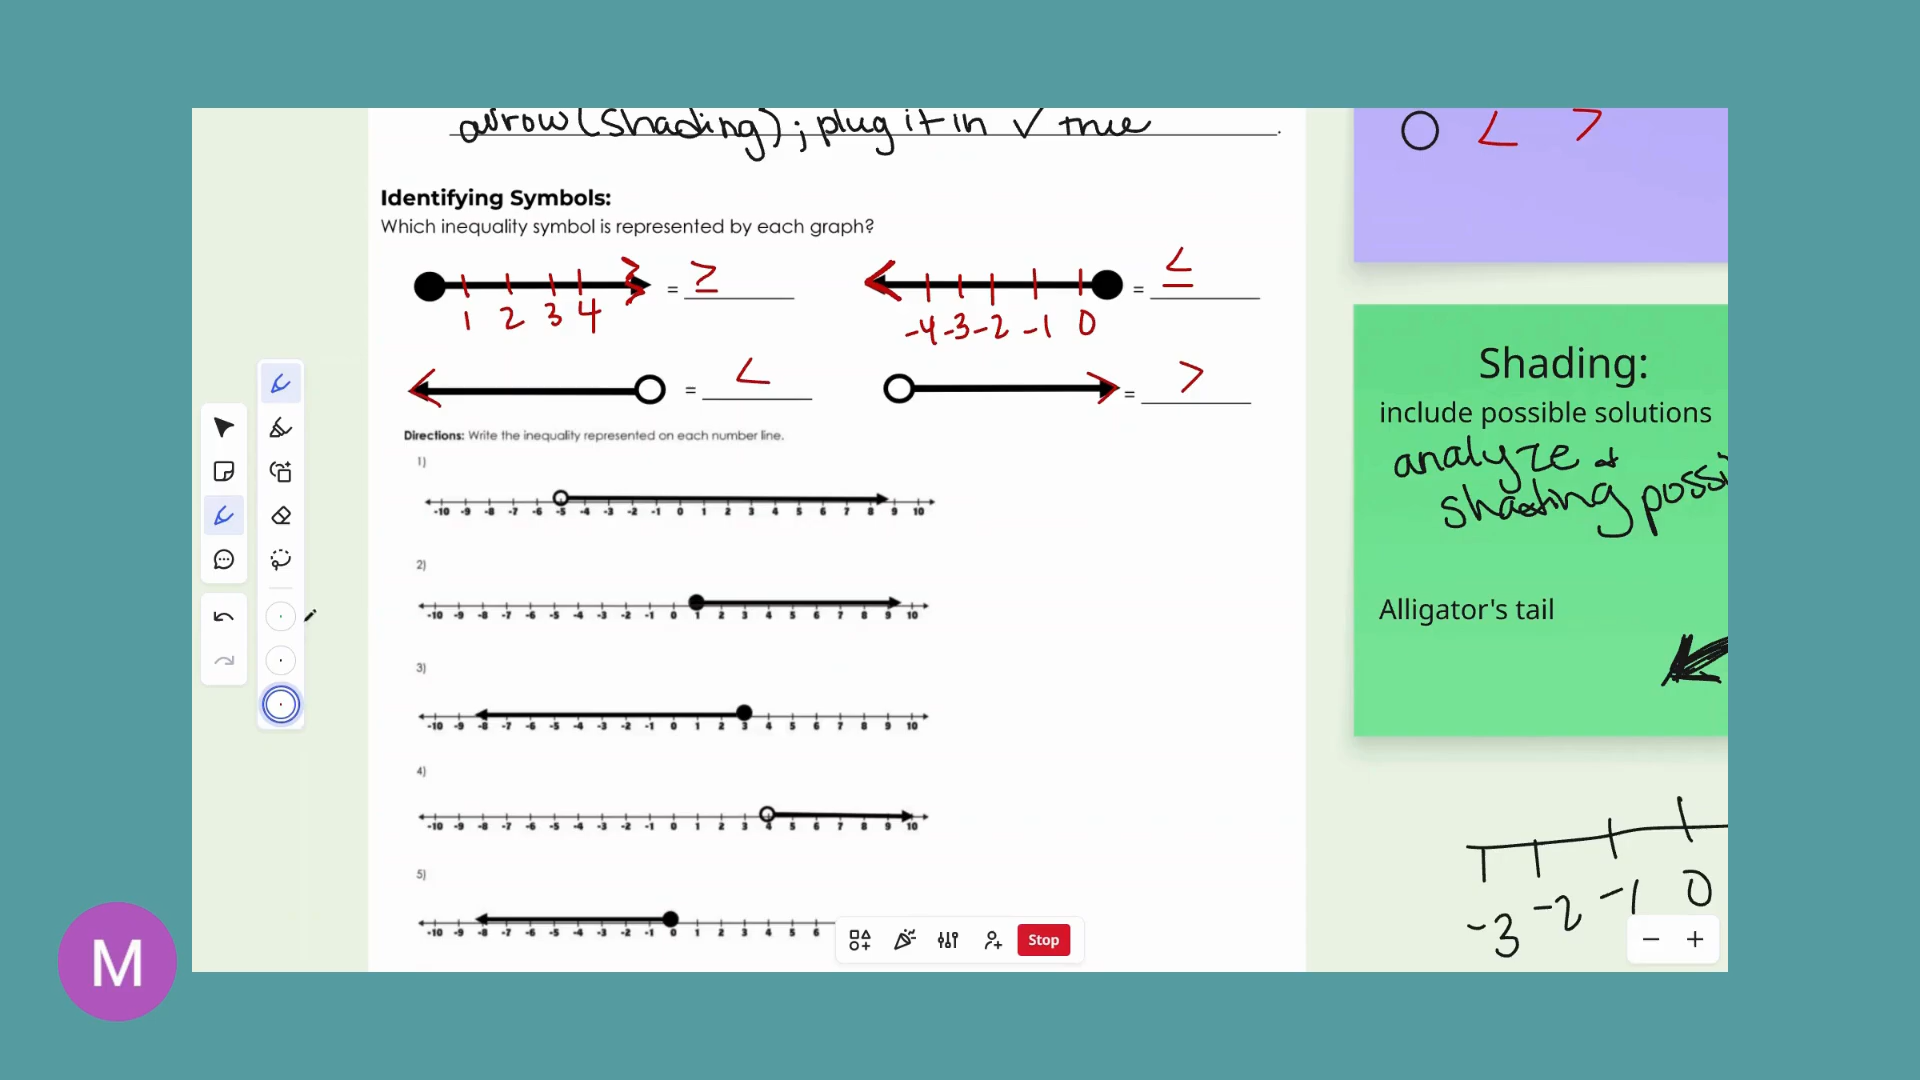 arrow (shading) ; plug it in ✓ true
.
O < >
Identifying Symbols:
Which inequality symbol is represented by each graph?
= ≥
1 2 3 4
= ≤
-4 -3 -2 -1 0
= <
= >
Directions: Write the inequality represented on each number line.
1)
-10 -9 -8 -7 -6 -5 -4 -3 -2 -1 0 1 2 3 4 5 6 7 8 9 10
2)
-10 -9 -8 -7 -6 -5 -4 -3 -2 -1 0 1 2 3 4 5 6 7 8 9 10
3)
-10 -9 -8 -7 -6 -5 -4 -3 -2 -1 0 1 2 3 4 5 6 7 8 9 10
4)
-10 -9 -8 -7 -6 -5 -4 -3 -2 -1 0 1 2 3 4 5 6 7 8 9 10
5)
-10 -9 -8 -7 -6 -5 -4 -3 -2 -1 0 1 2 3 4 5 6
Shading:
include possible solutions
analyze +
shading possi
Alligator's tail
-3 -2 -1 0
Stop
M